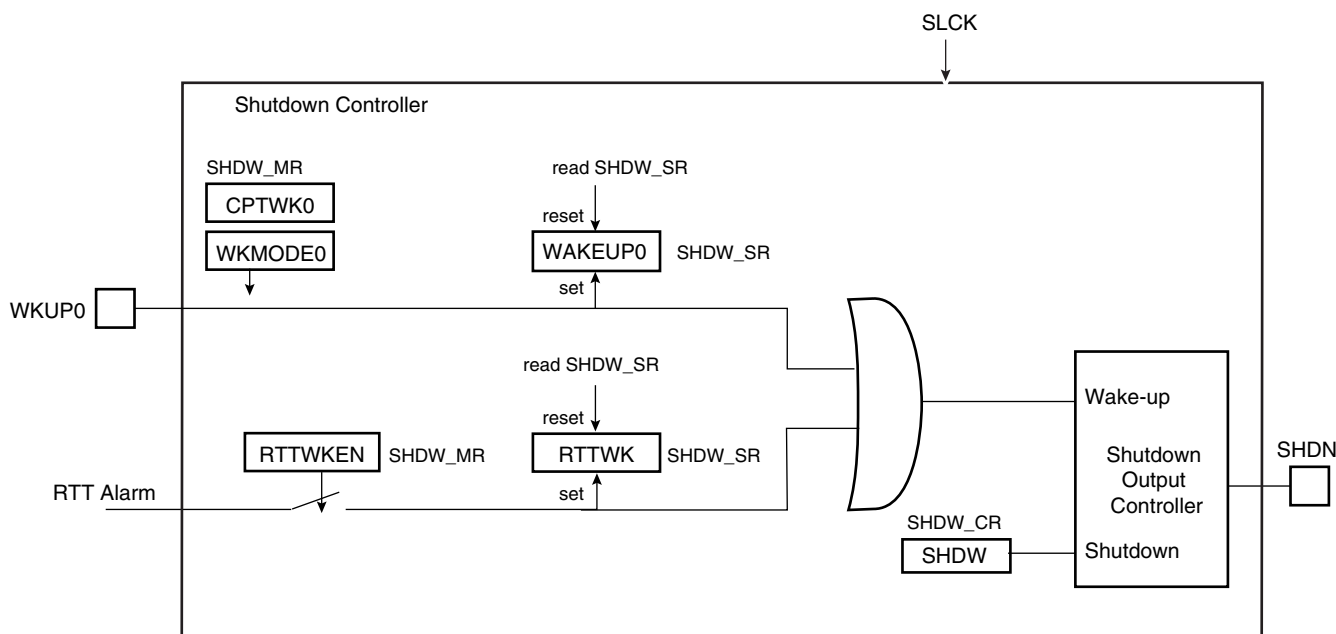 SLCK
Shutdown Controller
SHDW_MR
CPTWK0
WKMODE0
read SHDW_SR
reset
WAKEUP0
SHDW_SR
set
WKUP0
read SHDW_SR
reset
RTTWKEN
SHDW_MR
RTTWK
SHDW_SR
set
RTT Alarm
Wake-up
Shutdown
Output
Controller
SHDN
SHDW_CR
SHDW
Shutdown